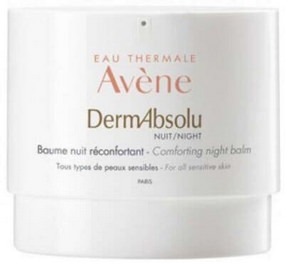 EAU THERMALE
Avène
DermAbsolu
NUIT/NIGHT
Baume nuit réconfortant - Comforting night balm
Tous types de peaux sensibles - For all sensitive skin
PARIS